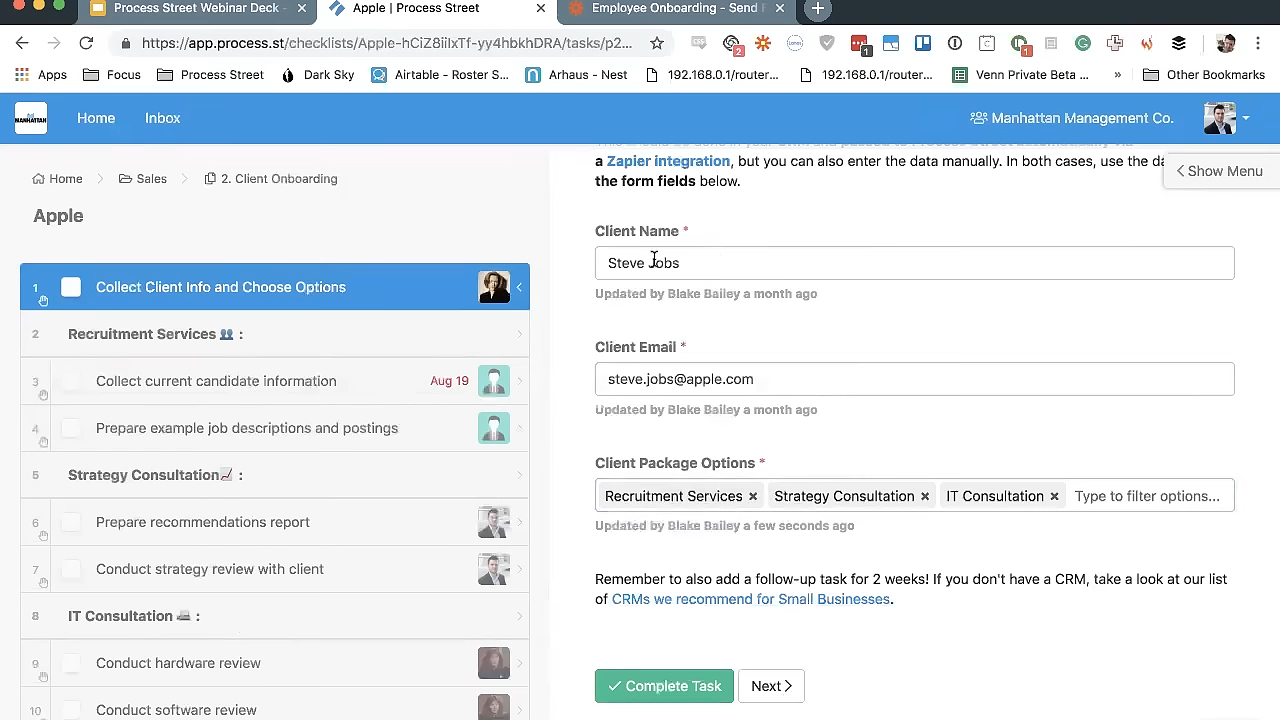 Process Street Webinar Deck -
Apple | Process Street
Employee Onboarding - Send
https://app.process.st/checklists/Apple-hCiZ8iiIxTf-yy4hbkhDRA/tasks/p2...
2
1
1
Apps
Focus
Process Street
Dark Sky
Airtable - Roster S...
Arhaus - Nest
192.168.0.1/router...
192.168.0.1/router...
Venn Private Beta ...
»
Other Bookmarks
MANHATTAN
Home
Inbox
Manhattan Management Co.
Home
Sales
2. Client Onboarding
Apple
1 Collect Client Info and Choose Options
2 Recruitment Services :
3 Collect current candidate information Aug 19
4 Prepare example job descriptions and postings
5 Strategy Consultation :
6 Prepare recommendations report
7 Conduct strategy review with client
8 IT Consultation :
9 Conduct hardware review
10 Conduct software review
a Zapier integration, but you can also enter the data manually. In both cases, use the da
the form fields below.
Show Menu
Client Name *
Steve Jobs
Updated by Blake Bailey a month ago
Client Email *
steve.jobs@apple.com
Updated by Blake Bailey a month ago
Client Package Options *
Recruitment Services × Strategy Consultation × IT Consultation × Type to filter options...
Updated by Blake Bailey a few seconds ago
Remember to also add a follow-up task for 2 weeks! If you don't have a CRM, take a look at our list
of CRMs we recommend for Small Businesses.
Complete Task
Next